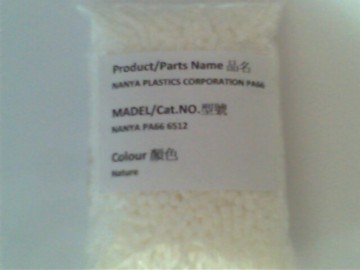 Product/Parts Name 品名
NANYA PLASTICS CORPORATION PA66
MADEL/Cat.NO.型號
NANYA PA66 6512
Colour 顏色
Nature